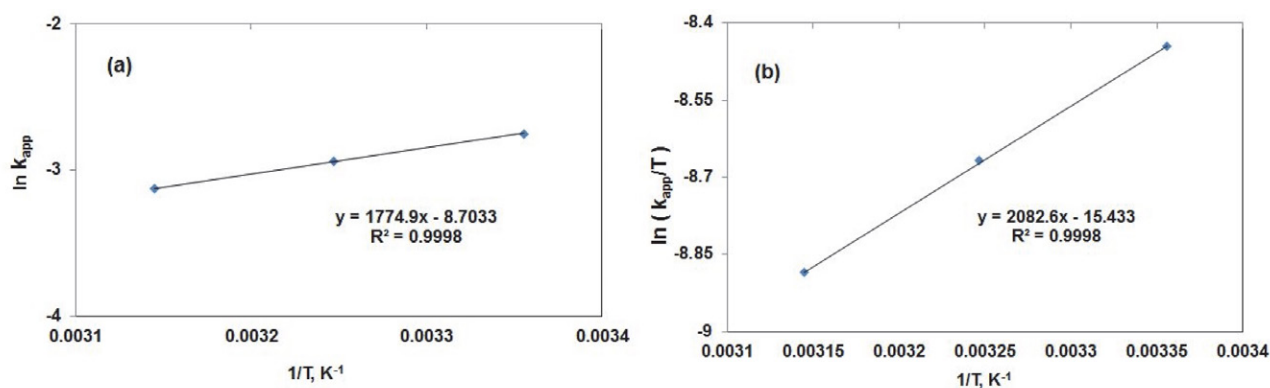 (a)
-2
-3
-4
ln k_app
y = 1774.9x - 8.7033
R² = 0.9998
0.0031 0.0032 0.0033 0.0034
1/T, K⁻¹
(b)
-8.4
-8.55
-8.7
-8.85
-9
ln ( k_app/T )
y = 2082.6x - 15.433
R² = 0.9998
0.0031 0.00315 0.0032 0.00325 0.0033 0.00335 0.0034
1/T, K⁻¹